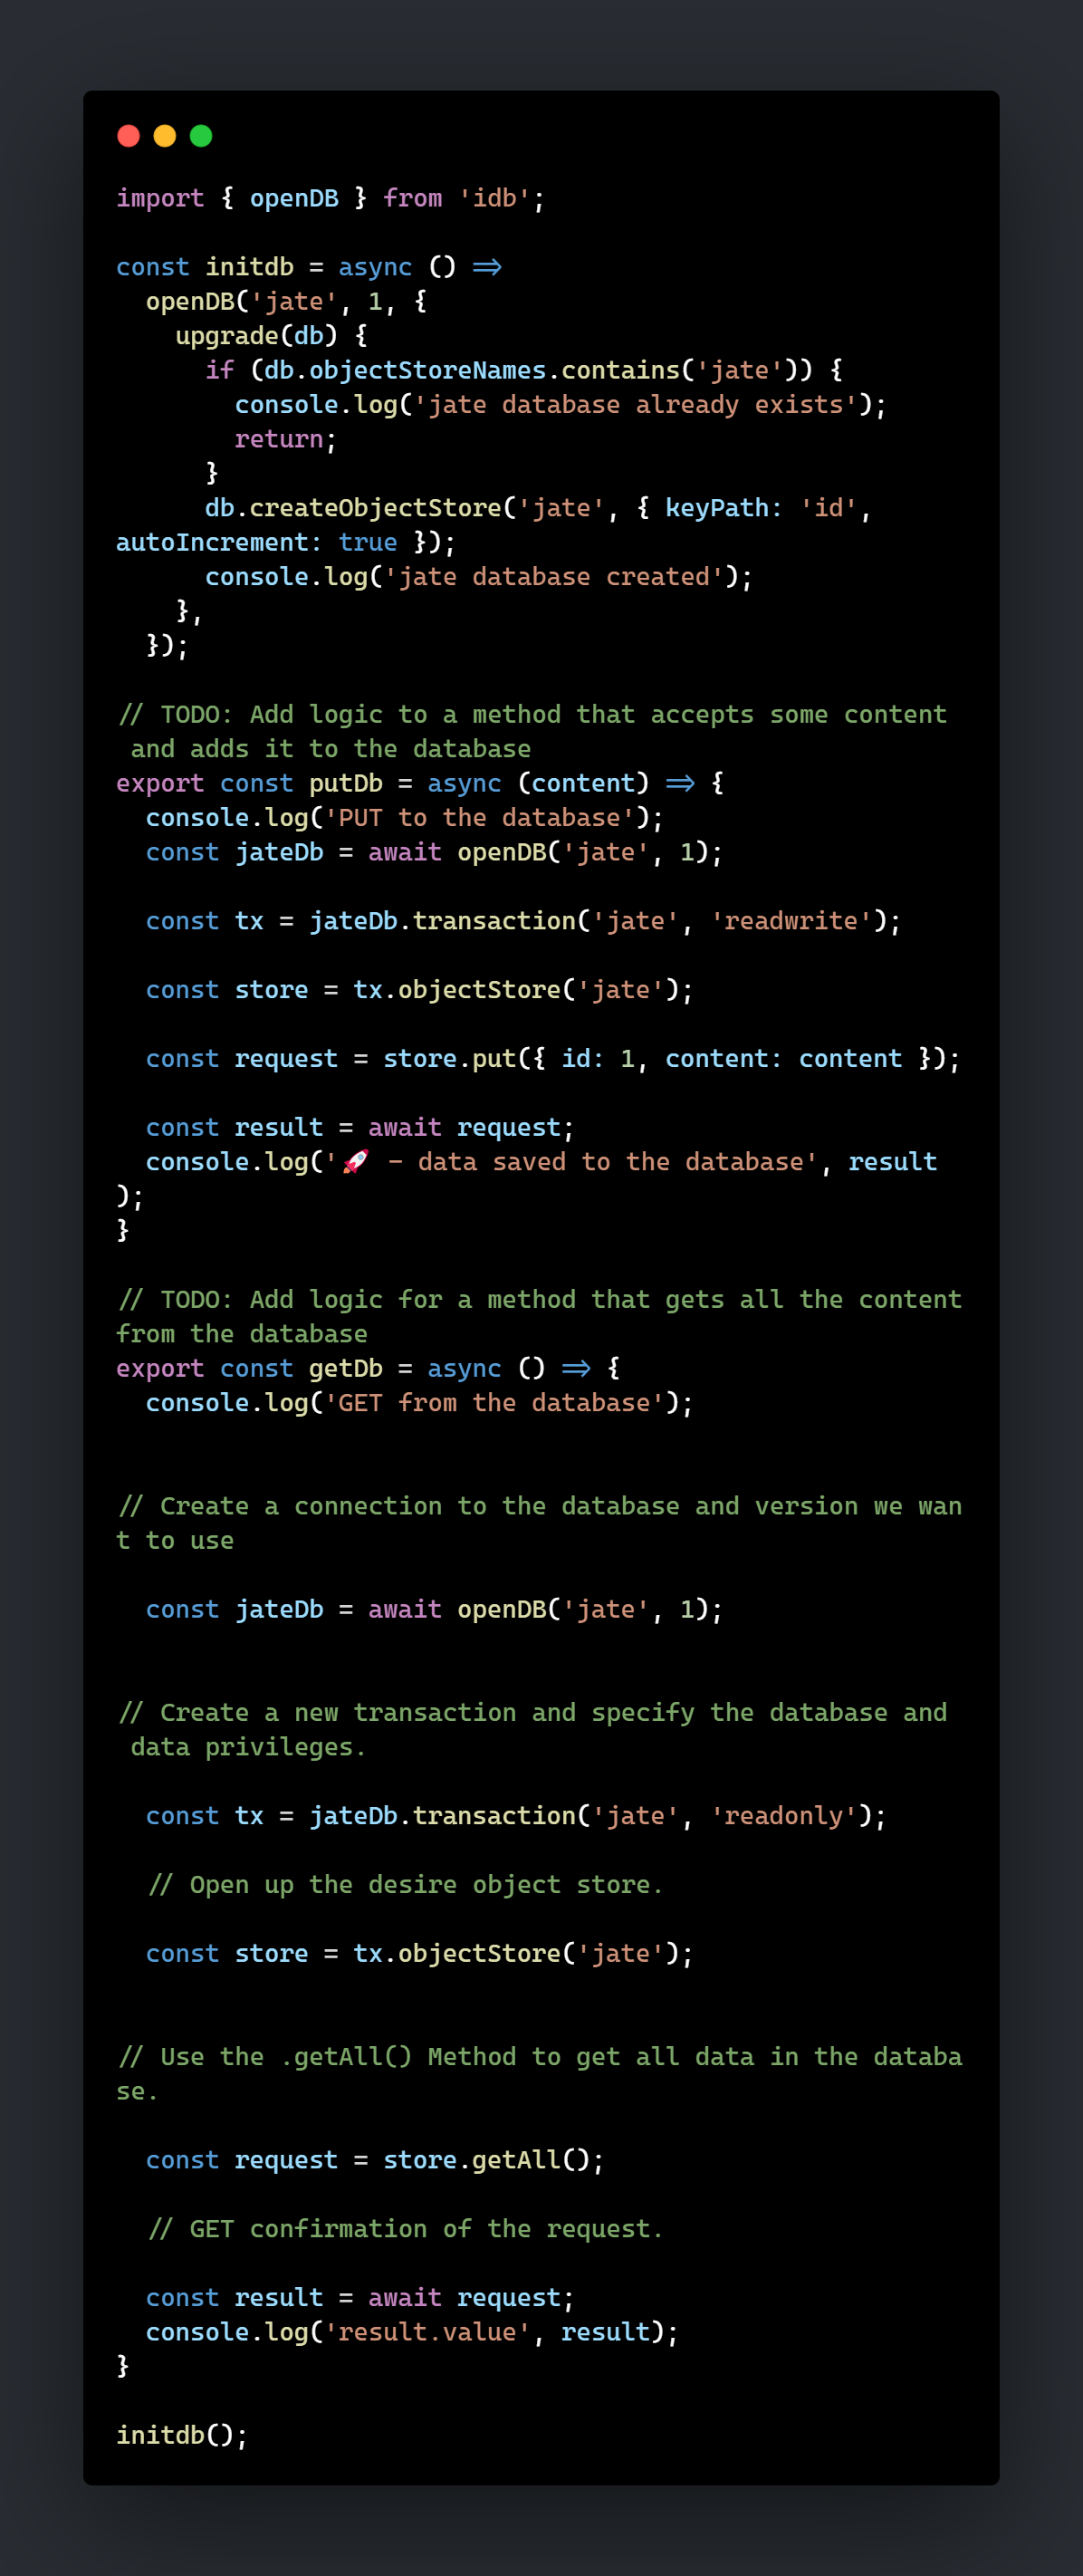 import { openDB } from 'idb';

const initdb = async () =>
  openDB('jate', 1, {
    upgrade(db) {
      if (db.objectStoreNames.contains('jate')) {
        console.log('jate database already exists');
        return;
      }
      db.createObjectStore('jate', { keyPath: 'id',
autoIncrement: true });
      console.log('jate database created');
    },
  });

// TODO: Add logic to a method that accepts some content
 and adds it to the database
export const putDb = async (content) => {
  console.log('PUT to the database');
  const jateDb = await openDB('jate', 1);

  const tx = jateDb.transaction('jate', 'readwrite');

  const store = tx.objectStore('jate');

  const request = store.put({ id: 1, content: content });

  const result = await request;
  console.log('🚀 - data saved to the database', result
);
}

// TODO: Add logic for a method that gets all the content
from the database
export const getDb = async () => {
  console.log('GET from the database');


// Create a connection to the database and version we wan
t to use

  const jateDb = await openDB('jate', 1);


// Create a new transaction and specify the database and
 data privileges.

  const tx = jateDb.transaction('jate', 'readonly');

  // Open up the desire object store.

  const store = tx.objectStore('jate');


// Use the .getAll() Method to get all data in the databa
se.

  const request = store.getAll();

  // GET confirmation of the request.

  const result = await request;
  console.log('result.value', result);
}

initdb();